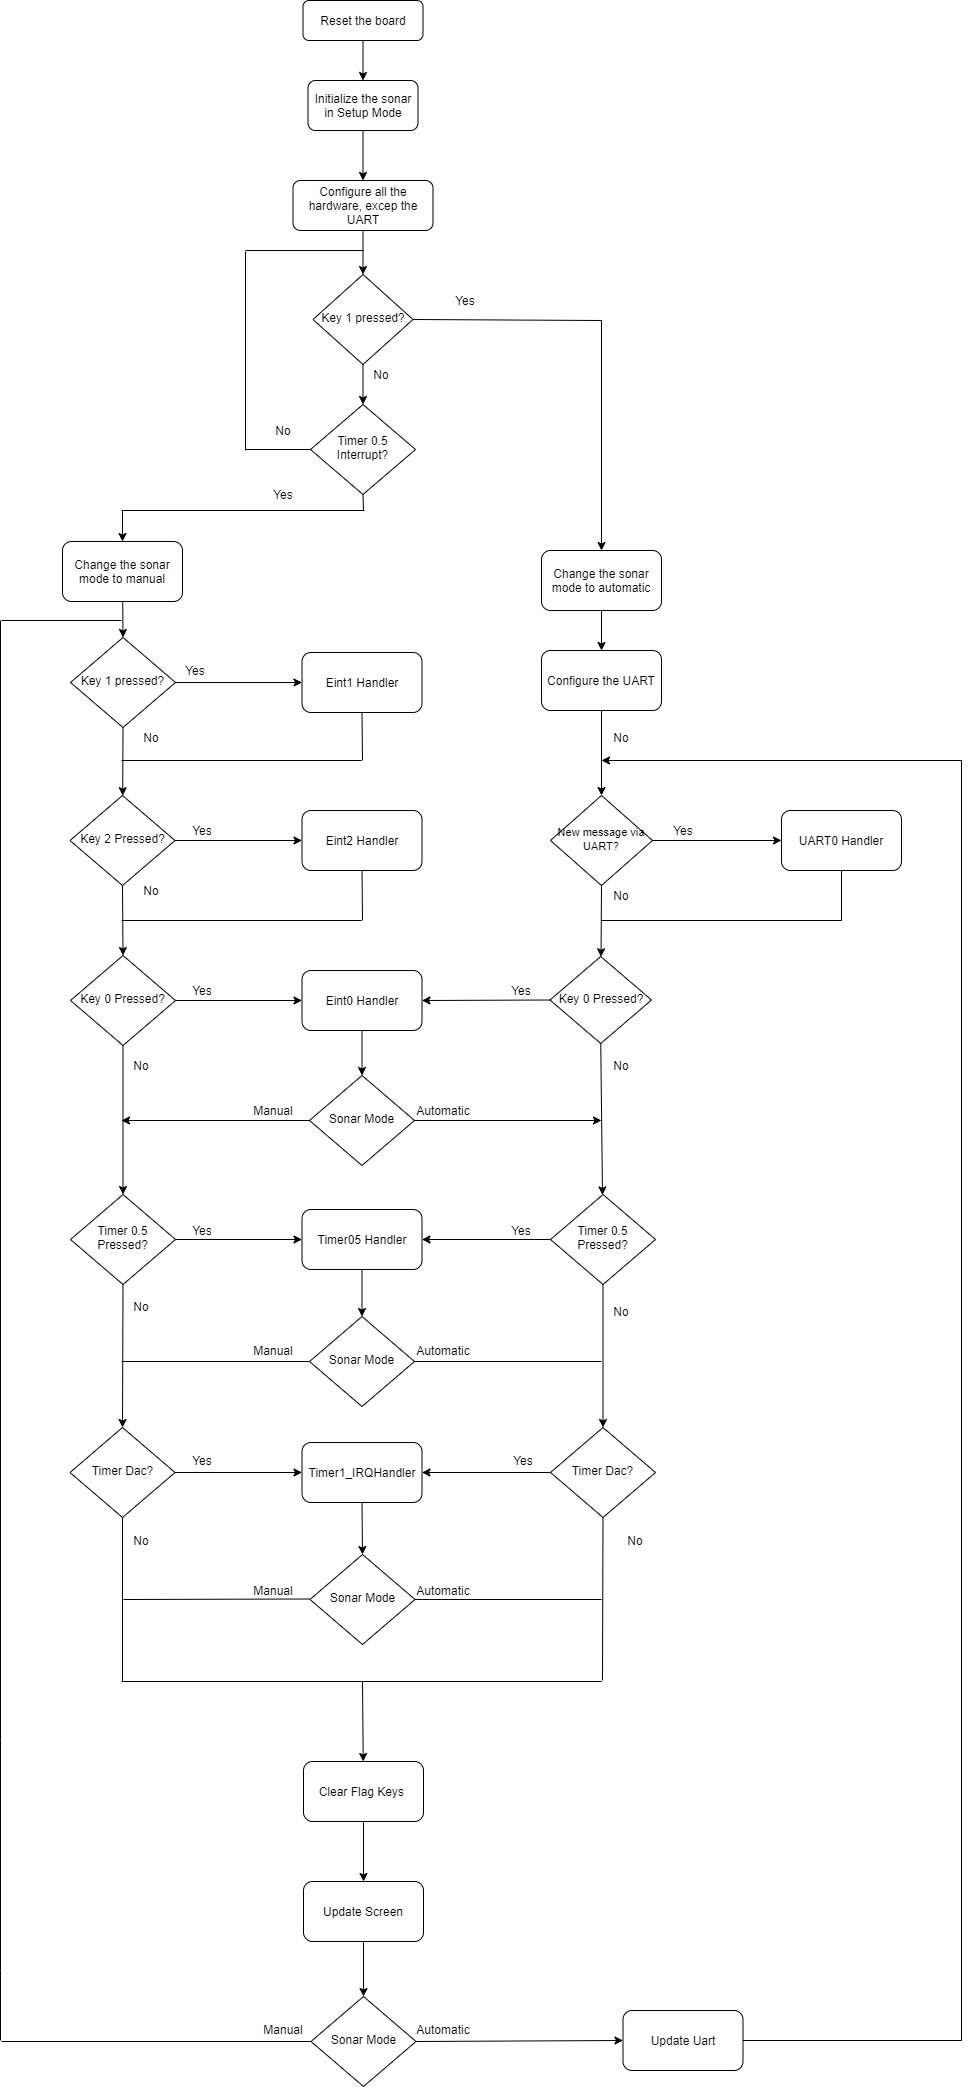 Reset the board
Initialize the sonar
in Setup Mode
Configure all the
hardware, excep the
UART
Key 1 pressed?
Yes
No
Timer 0.5
Interrupt?
No
Yes
Change the sonar
mode to manual
Change the sonar
mode to automatic
Key 1 pressed?
Yes
Eint1 Handler
Configure the UART
No
No
Key 2 Pressed?
Yes
Eint2 Handler
New message via
UART?
Yes
UART0 Handler
No
No
Key 0 Pressed?
Yes
Eint0 Handler
Yes
Key 0 Pressed?
No
No
Manual
Sonar Mode
Automatic
Timer 0.5
Pressed?
Yes
Timer05 Handler
Yes
Timer 0.5
Pressed?
No
No
Manual
Sonar Mode
Automatic
Timer Dac?
Yes
Timer1_IRQHandler
Yes
Timer Dac?
No
No
Manual
Sonar Mode
Automatic
Clear Flag Keys
Update Screen
Manual
Sonar Mode
Automatic
Update Uart